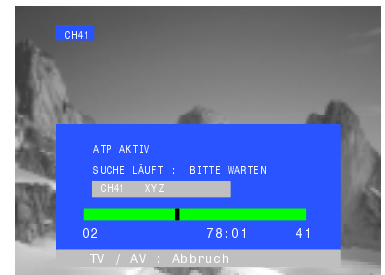 CH41
ATP AKTIV
SUCHE LÄUFT : BITTE WARTEN
CH41 XYZ
02 78:01 41
TV / AV : Abbruch